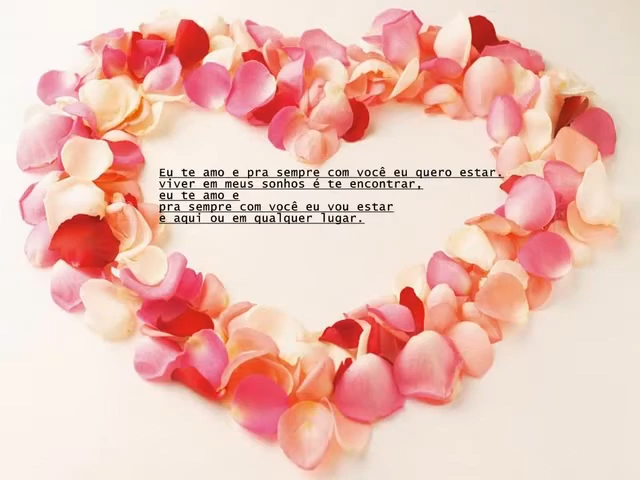 Eu te amo e pra sempre com você eu quero estar.
viver em meus sonhos é te encontrar,
eu te amo e
pra sempre com você eu vou estar
e aqui ou em qualquer lugar.